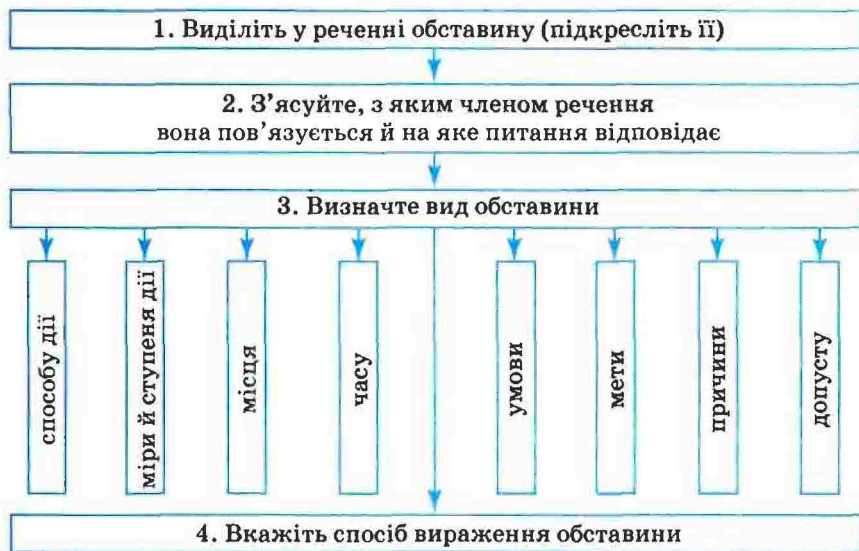 1. Виділіть у реченні обставину (підкресліть її)
2. З’ясуйте, з яким членом речення
вона пов’язується й на яке питання відповідає
3. Визначте вид обставини
способу дії
міри й ступеня дії
місця
часу
умови
мети
причини
допусту
4. Вкажіть спосіб вираження обставини